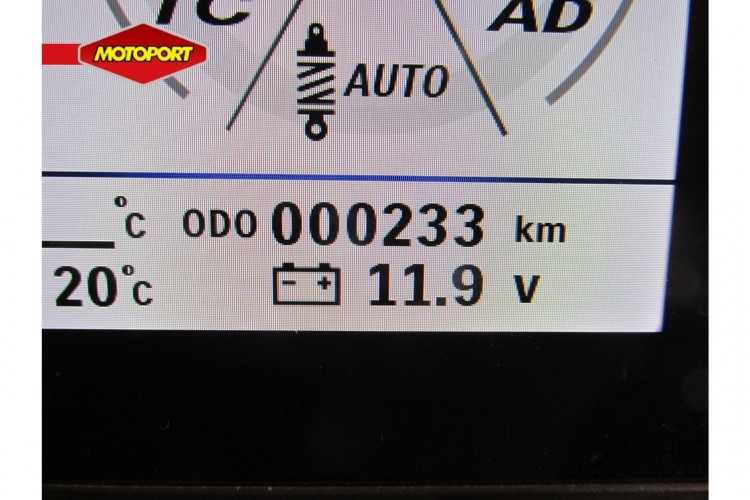 TC
AD
MOTOPORT
AUTO
°C ODO 000233 km
20°C 11.9 V